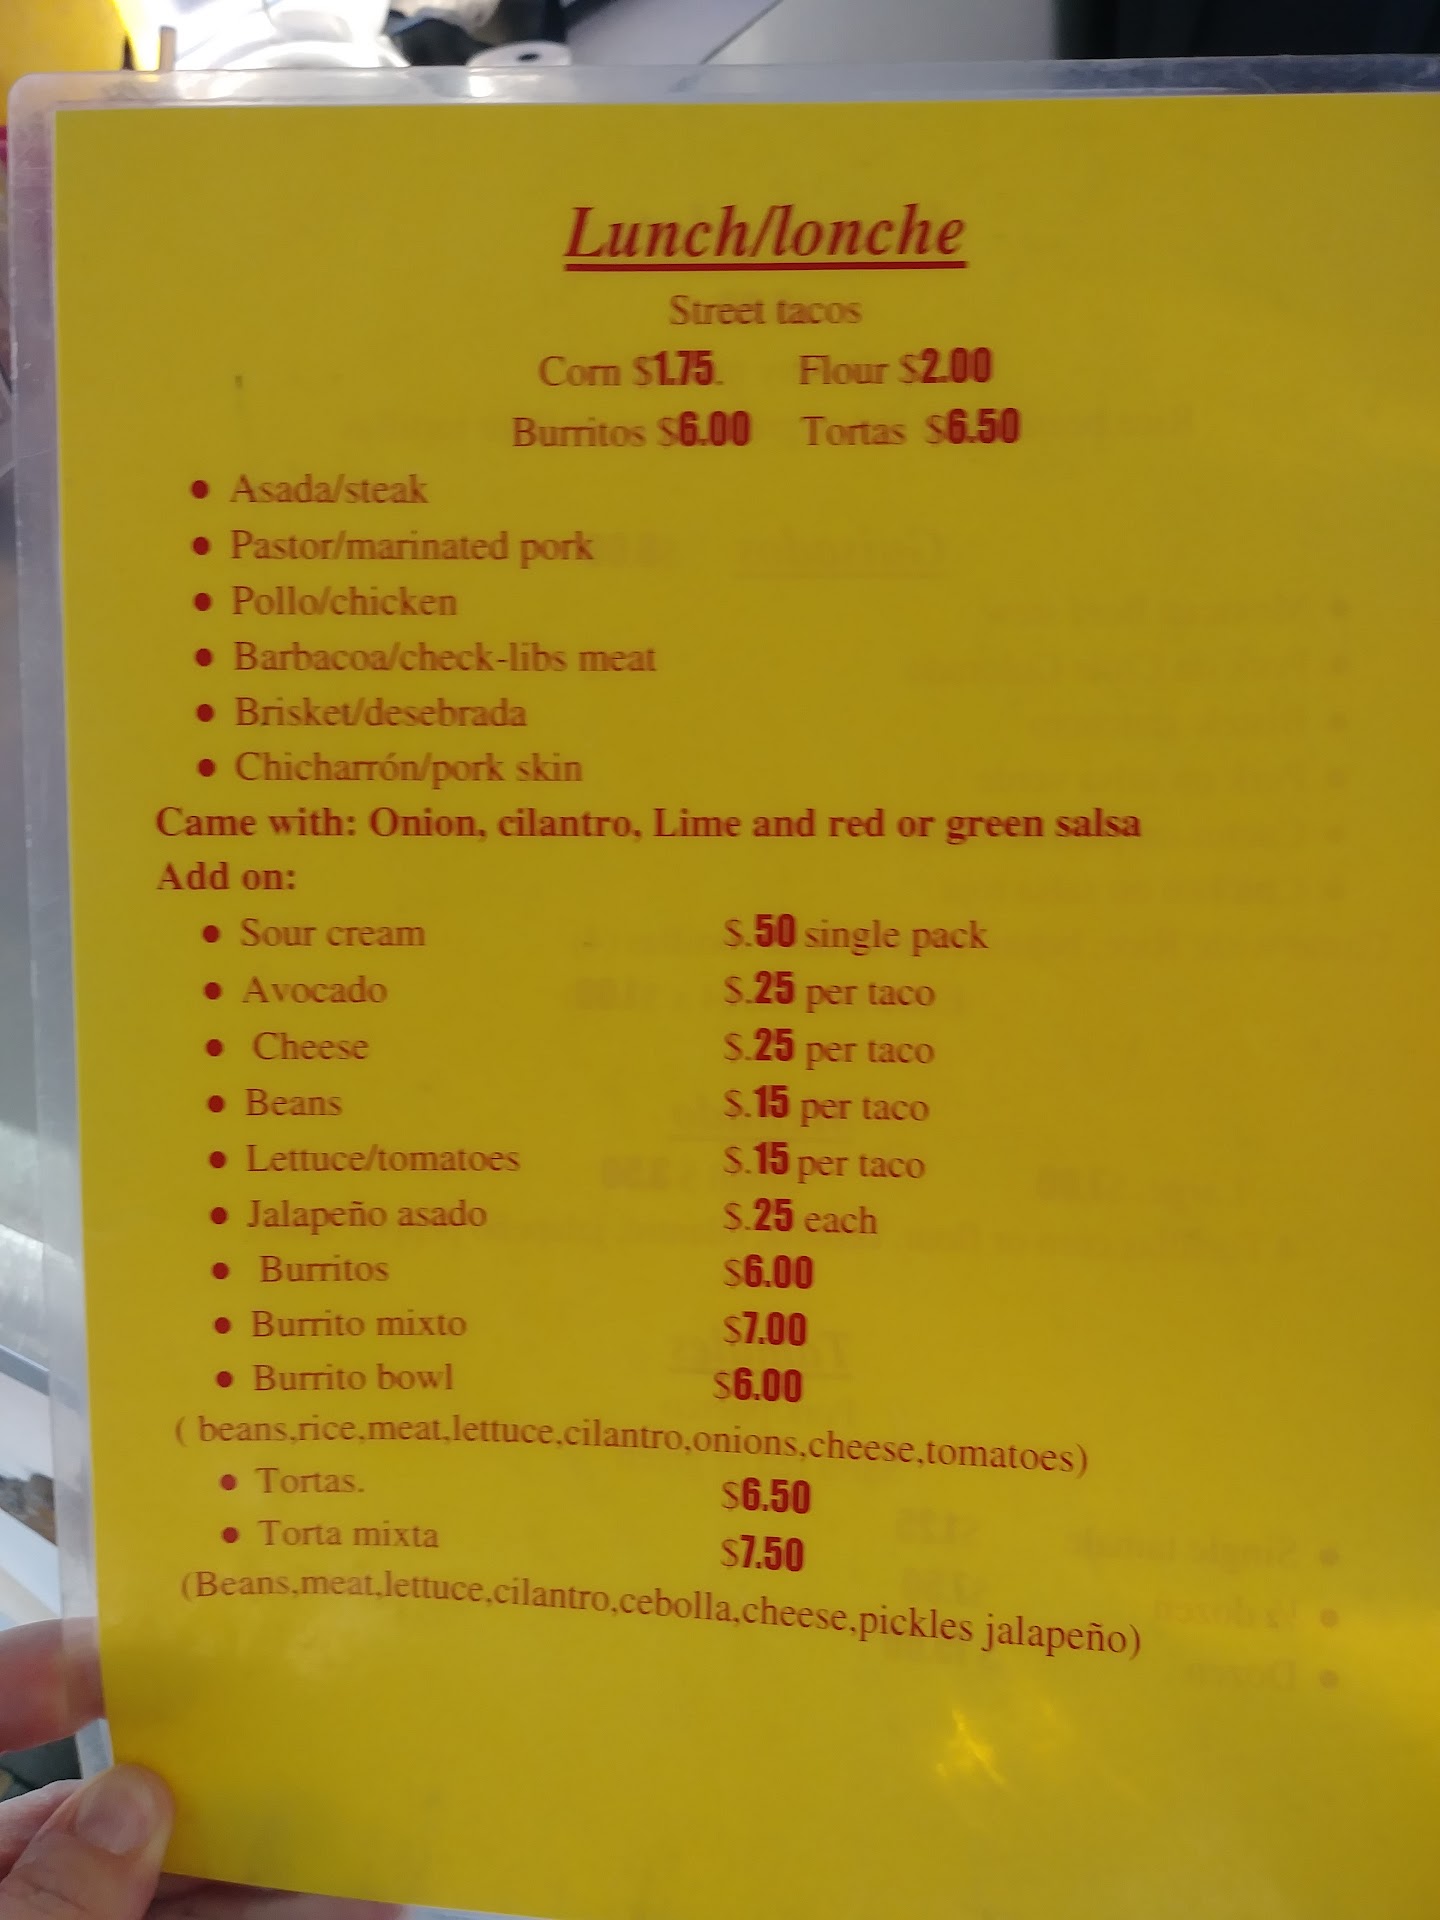 Lunch/lonche
Street tacos
Corn $1.75. Flour $2.00
Burritos $6.00 Tortas $6.50
• Asada/steak
• Pastor/marinated pork
• Pollo/chicken
• Barbacoa/check-libs meat
• Brisket/desebrada
• Chicharrón/pork skin
Came with: Onion, cilantro, Lime and red or green salsa
Add on:
• Sour cream $.50 single pack
• Avocado $.25 per taco
• Cheese $.25 per taco
• Beans $.15 per taco
• Lettuce/tomatoes $.15 per taco
• Jalapeño asado $.25 each
• Burritos $6.00
• Burrito mixto $7.00
• Burrito bowl $6.00
( beans,rice,meat,lettuce,cilantro,onions,cheese,tomatoes)
• Tortas. $6.50
• Torta mixta $7.50
(Beans,meat,lettuce,cilantro,cebolla,cheese,pickles jalapeño)